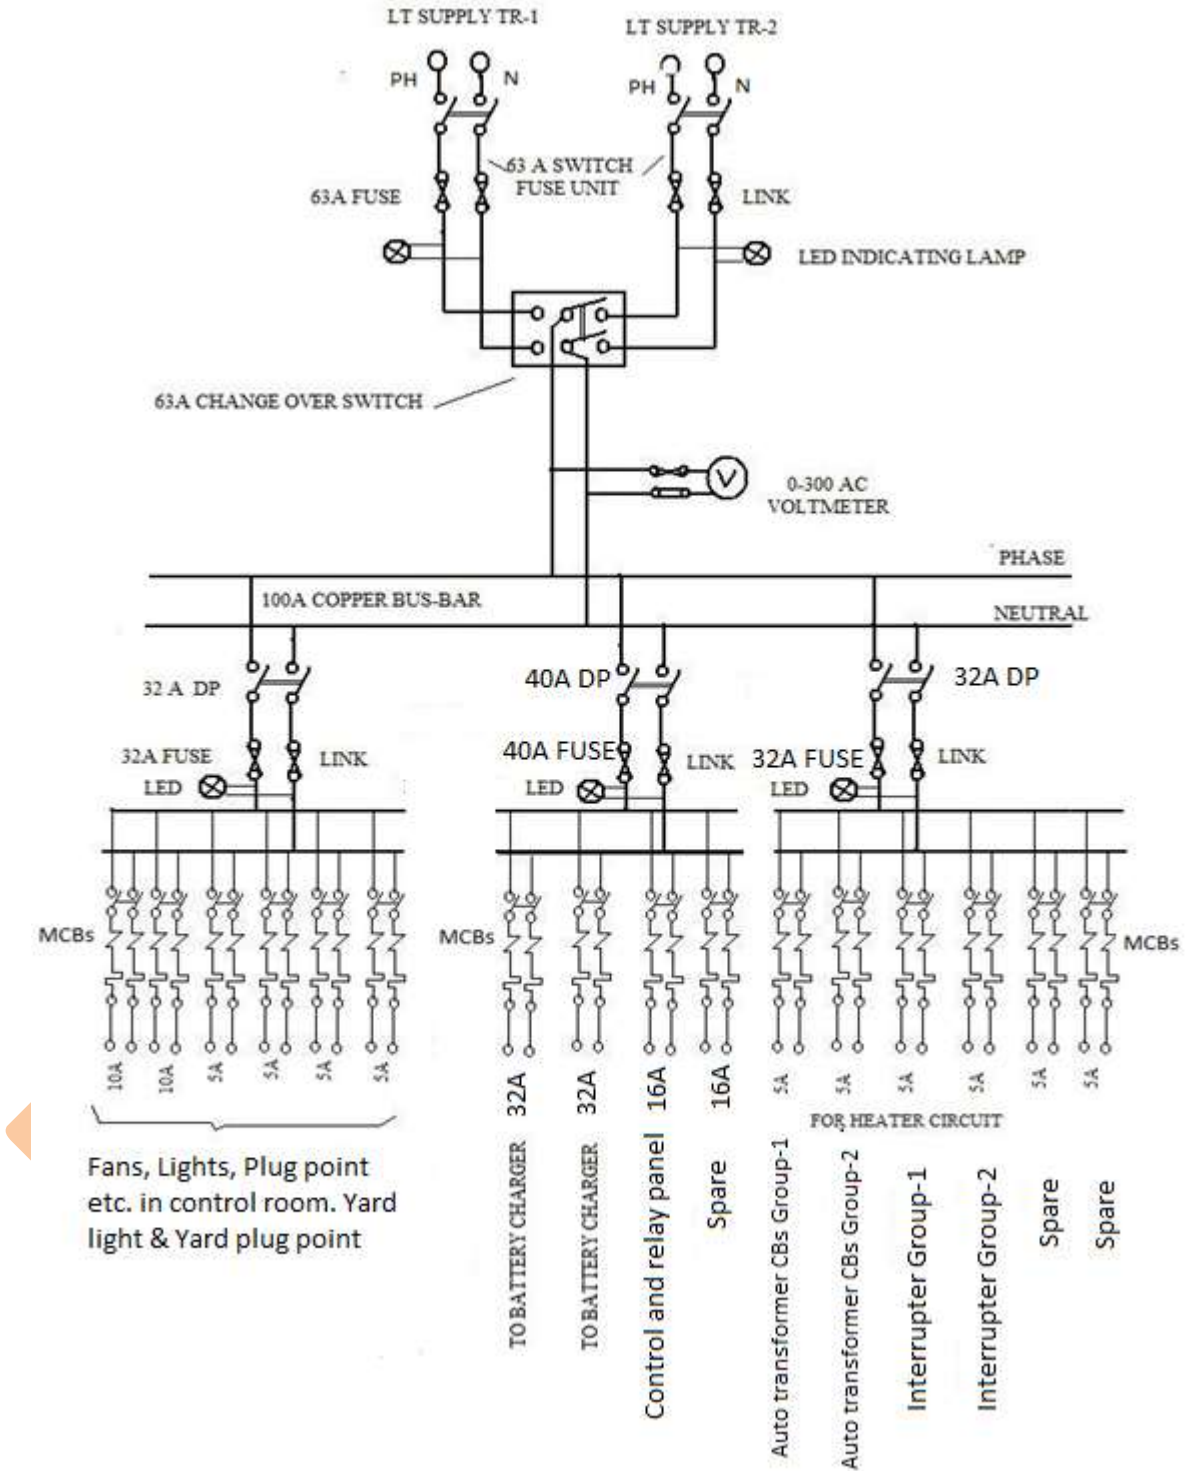 LT SUPPLY TR-1
LT SUPPLY TR-2
PH
N
PH
N
63 A SWITCH
FUSE UNIT
63A FUSE
LINK
LED INDICATING LAMP
63A CHANGE OVER SWITCH
V
0-300 AC
VOLTMETER
PHASE
100A COPPER BUS-BAR
NEUTRAL
32 A DP
40A DP
32A DP
32A FUSE
LINK
40A FUSE
LINK
32A FUSE
LINK
LED
LED
LED
MCBs
MCBs
MCBs
10A
10A
5A
5A
5A
5A
32A
32A
16A
16A
5A
5A
5A
5A
5A
5A
FOR HEATER CIRCUIT
Fans, Lights, Plug point
etc. in control room. Yard
light & Yard plug point
TO BATTERY CHARGER
TO BATTERY CHARGER
Control and relay panel
Spare
Auto transformer CBs Group-1
Auto transformer CBs Group-2
Interrupter Group-1
Interrupter Group-2
Spare
Spare